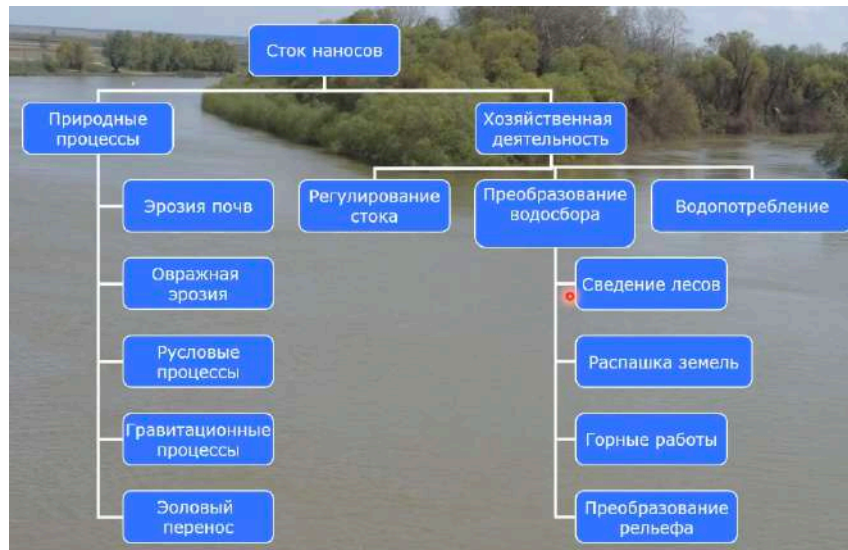 Сток наносов
Природные
процессы
Хозяйственная
деятельность
Эрозия почв
Овражная
эрозия
Русловые
процессы
Гравитационные
процессы
Эоловый
перенос
Регулирование
стока
Преобразование
водосбора
Водопотребление
Сведение лесов
Распашка земель
Горные работы
Преобразование
рельефа